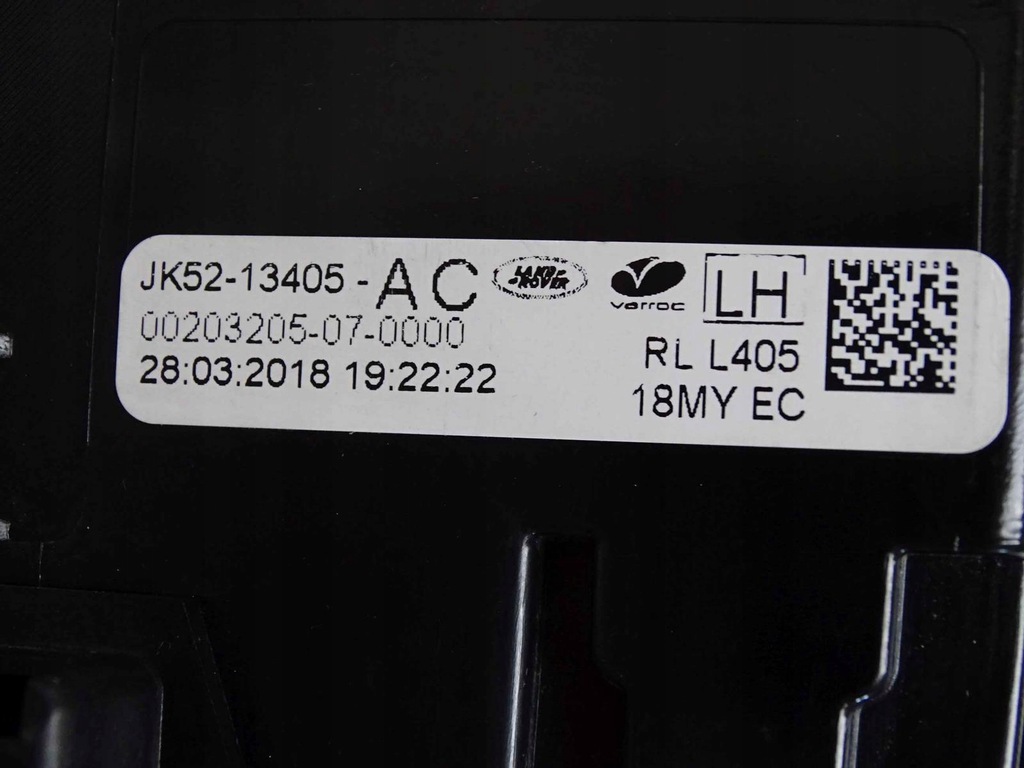 JK52-13405-AC
LAND ROVER
varroc
LH
00203205-07-0000
RL L405
28:03:2018 19:22:22
18MY EC